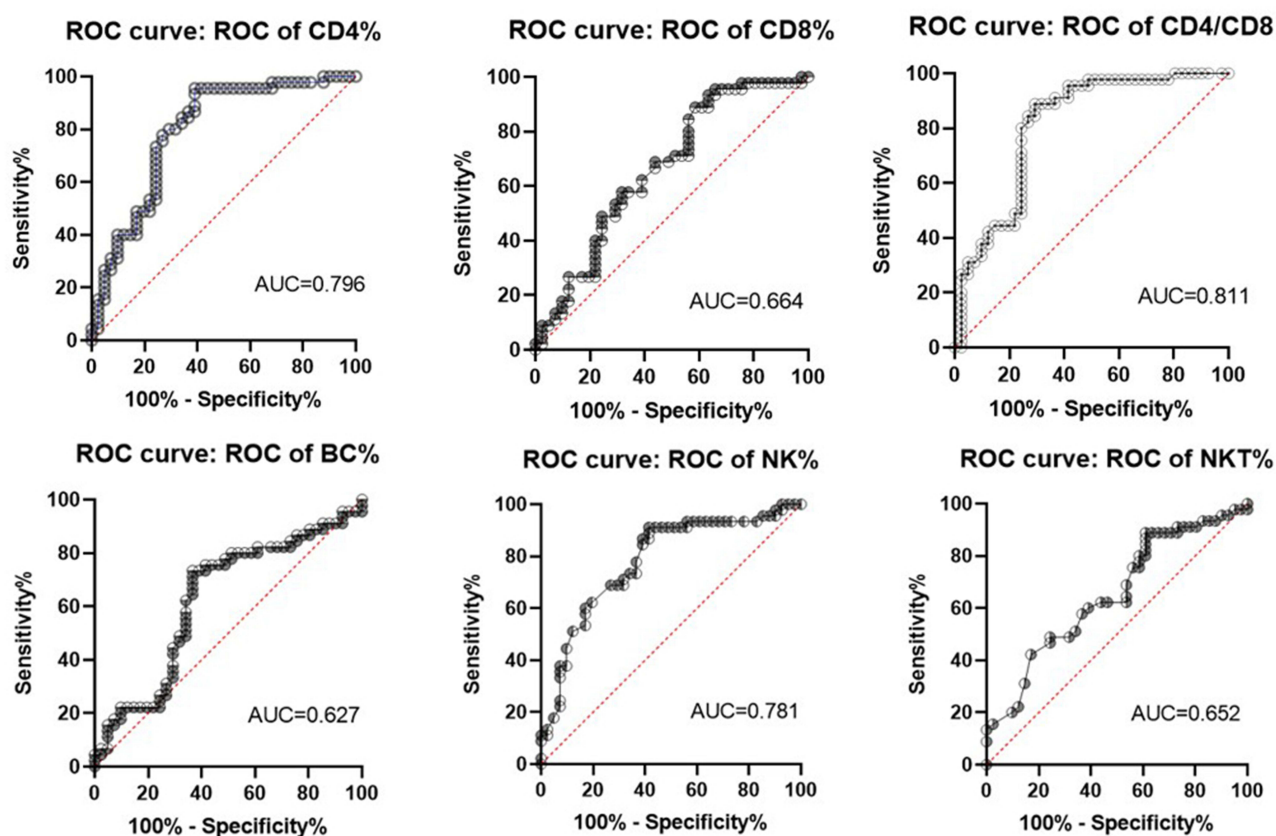 ROC curve: ROC of CD4%
100
80
60
40
20
0
Sensitivity%
AUC=0.796
0 20 40 60 80 100
100% - Specificity%
ROC curve: ROC of CD8%
100
80
60
40
20
0
Sensitivity%
AUC=0.664
0 20 40 60 80 100
100% - Specificity%
ROC curve: ROC of CD4/CD8
100
80
60
40
20
0
Sensitivity%
AUC=0.811
0 20 40 60 80 100
100% - Specificity%
ROC curve: ROC of BC%
100
80
60
40
20
0
Sensitivity%
AUC=0.627
0 20 40 60 80 100
100% - Specificity%
ROC curve: ROC of NK%
100
80
60
40
20
0
Sensitivity%
AUC=0.781
0 20 40 60 80 100
100% - Specificity%
ROC curve: ROC of NKT%
100
80
60
40
20
0
Sensitivity%
AUC=0.652
0 20 40 60 80 100
100% - Specificity%